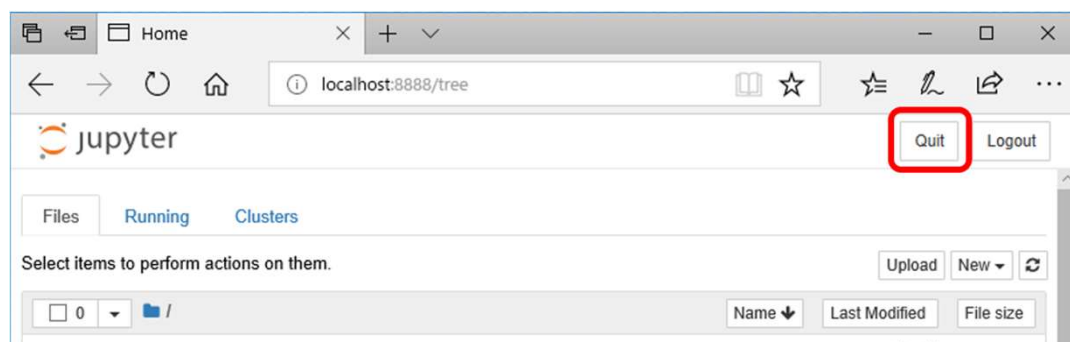 Home
localhost:8888/tree
jupyter
Quit Logout
Files Running Clusters
Select items to perform actions on them.
Upload New
0 / Name Last Modified File size